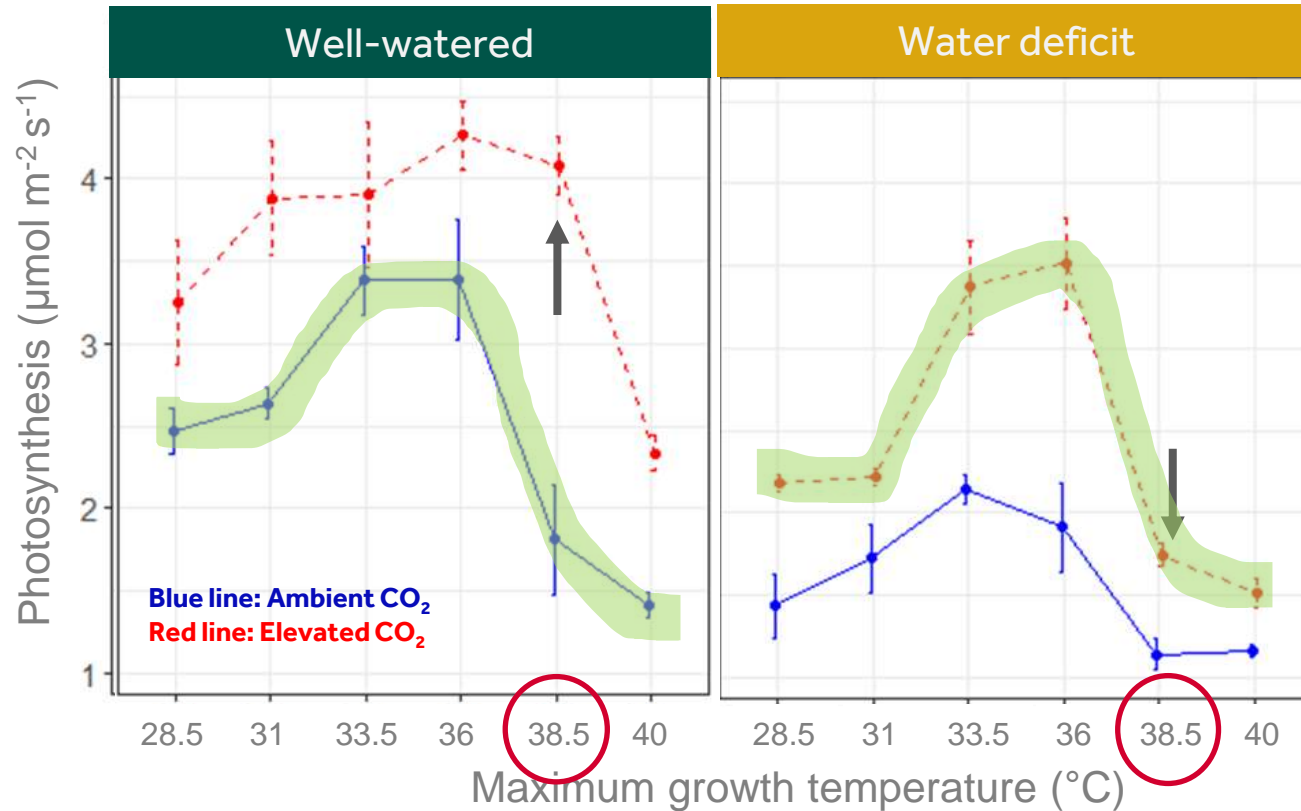 Well-watered
Water deficit
Photosynthesis (µmol m⁻² s⁻¹)
4
3
2
1
Blue line: Ambient CO₂
Red line: Elevated CO₂
28.5 31 33.5 36 38.5 40
28.5 31 33.5 36 38.5 40
Maximum growth temperature (°C)